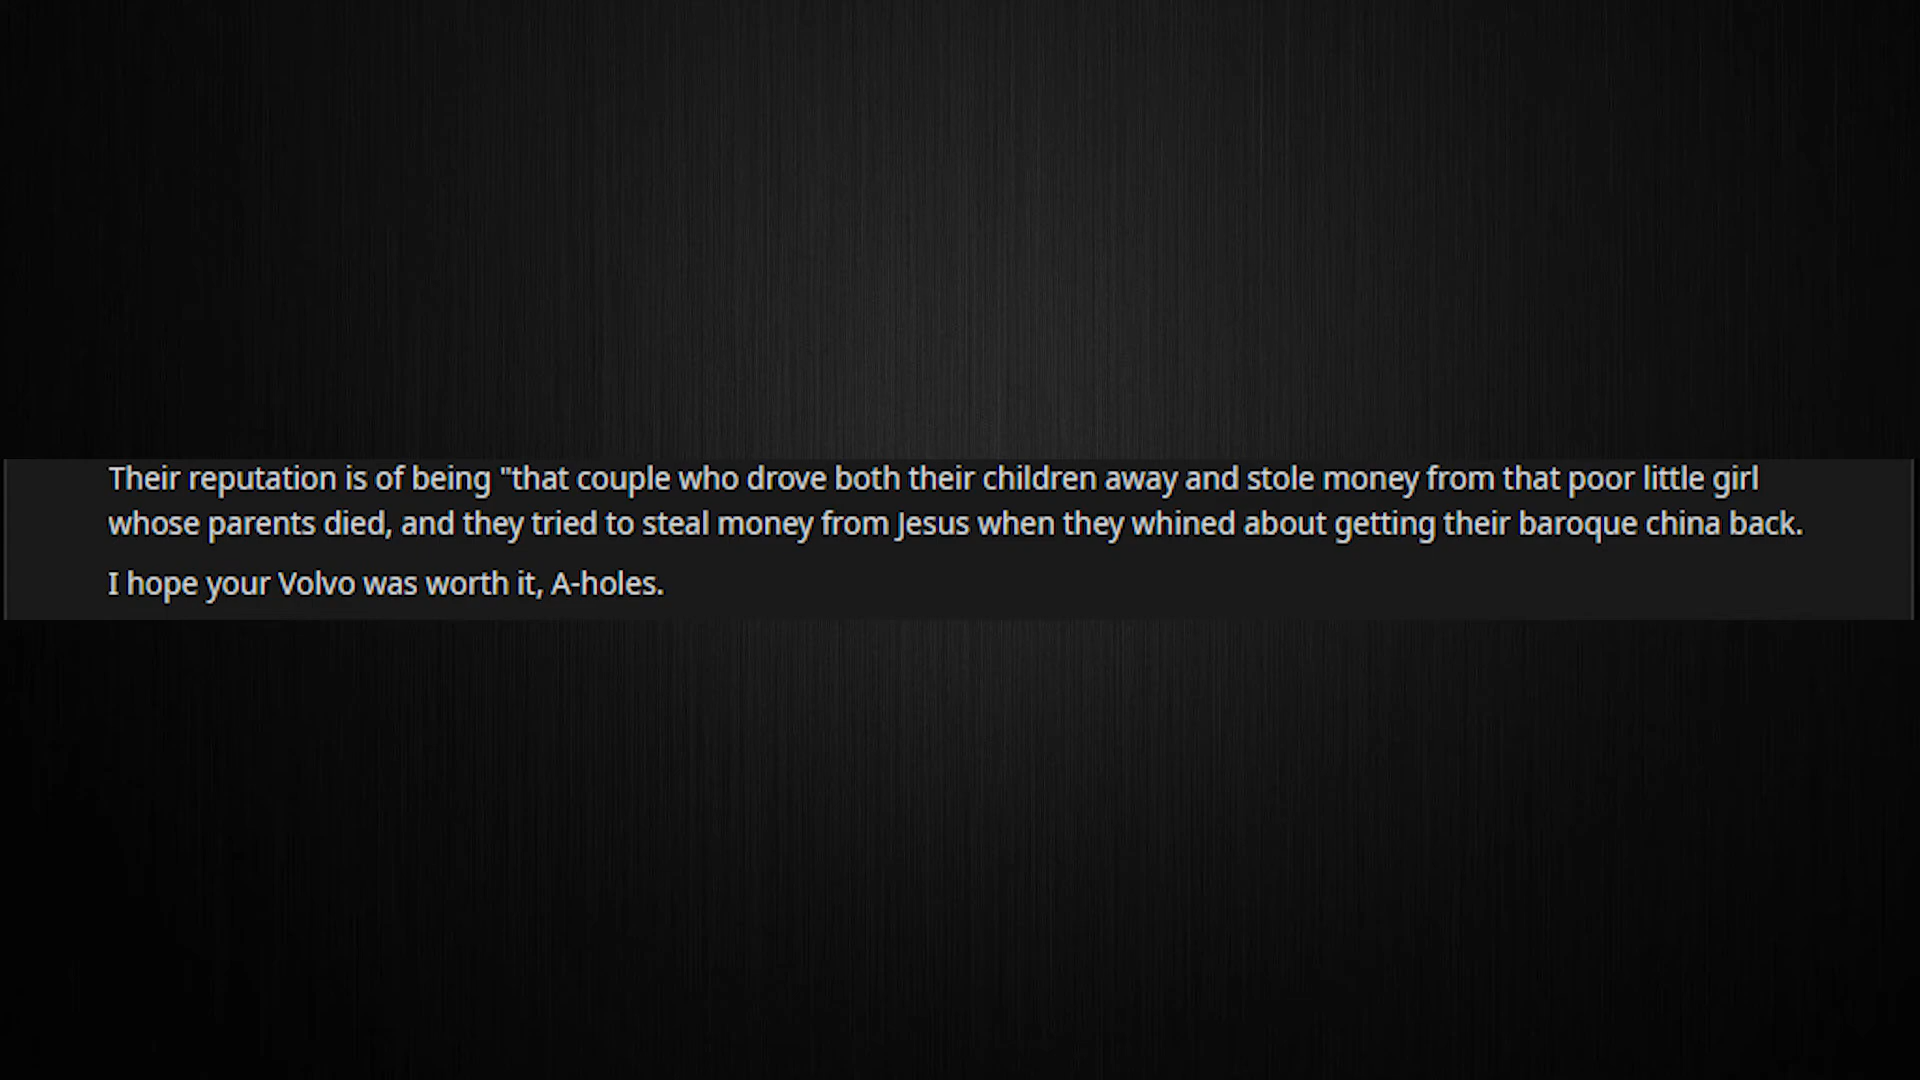 Their reputation is of being "that couple who drove both their children away and stole money from that poor little girl
whose parents died, and they tried to steal money from Jesus when they whined about getting their baroque china back.
I hope your Volvo was worth it, A-holes.